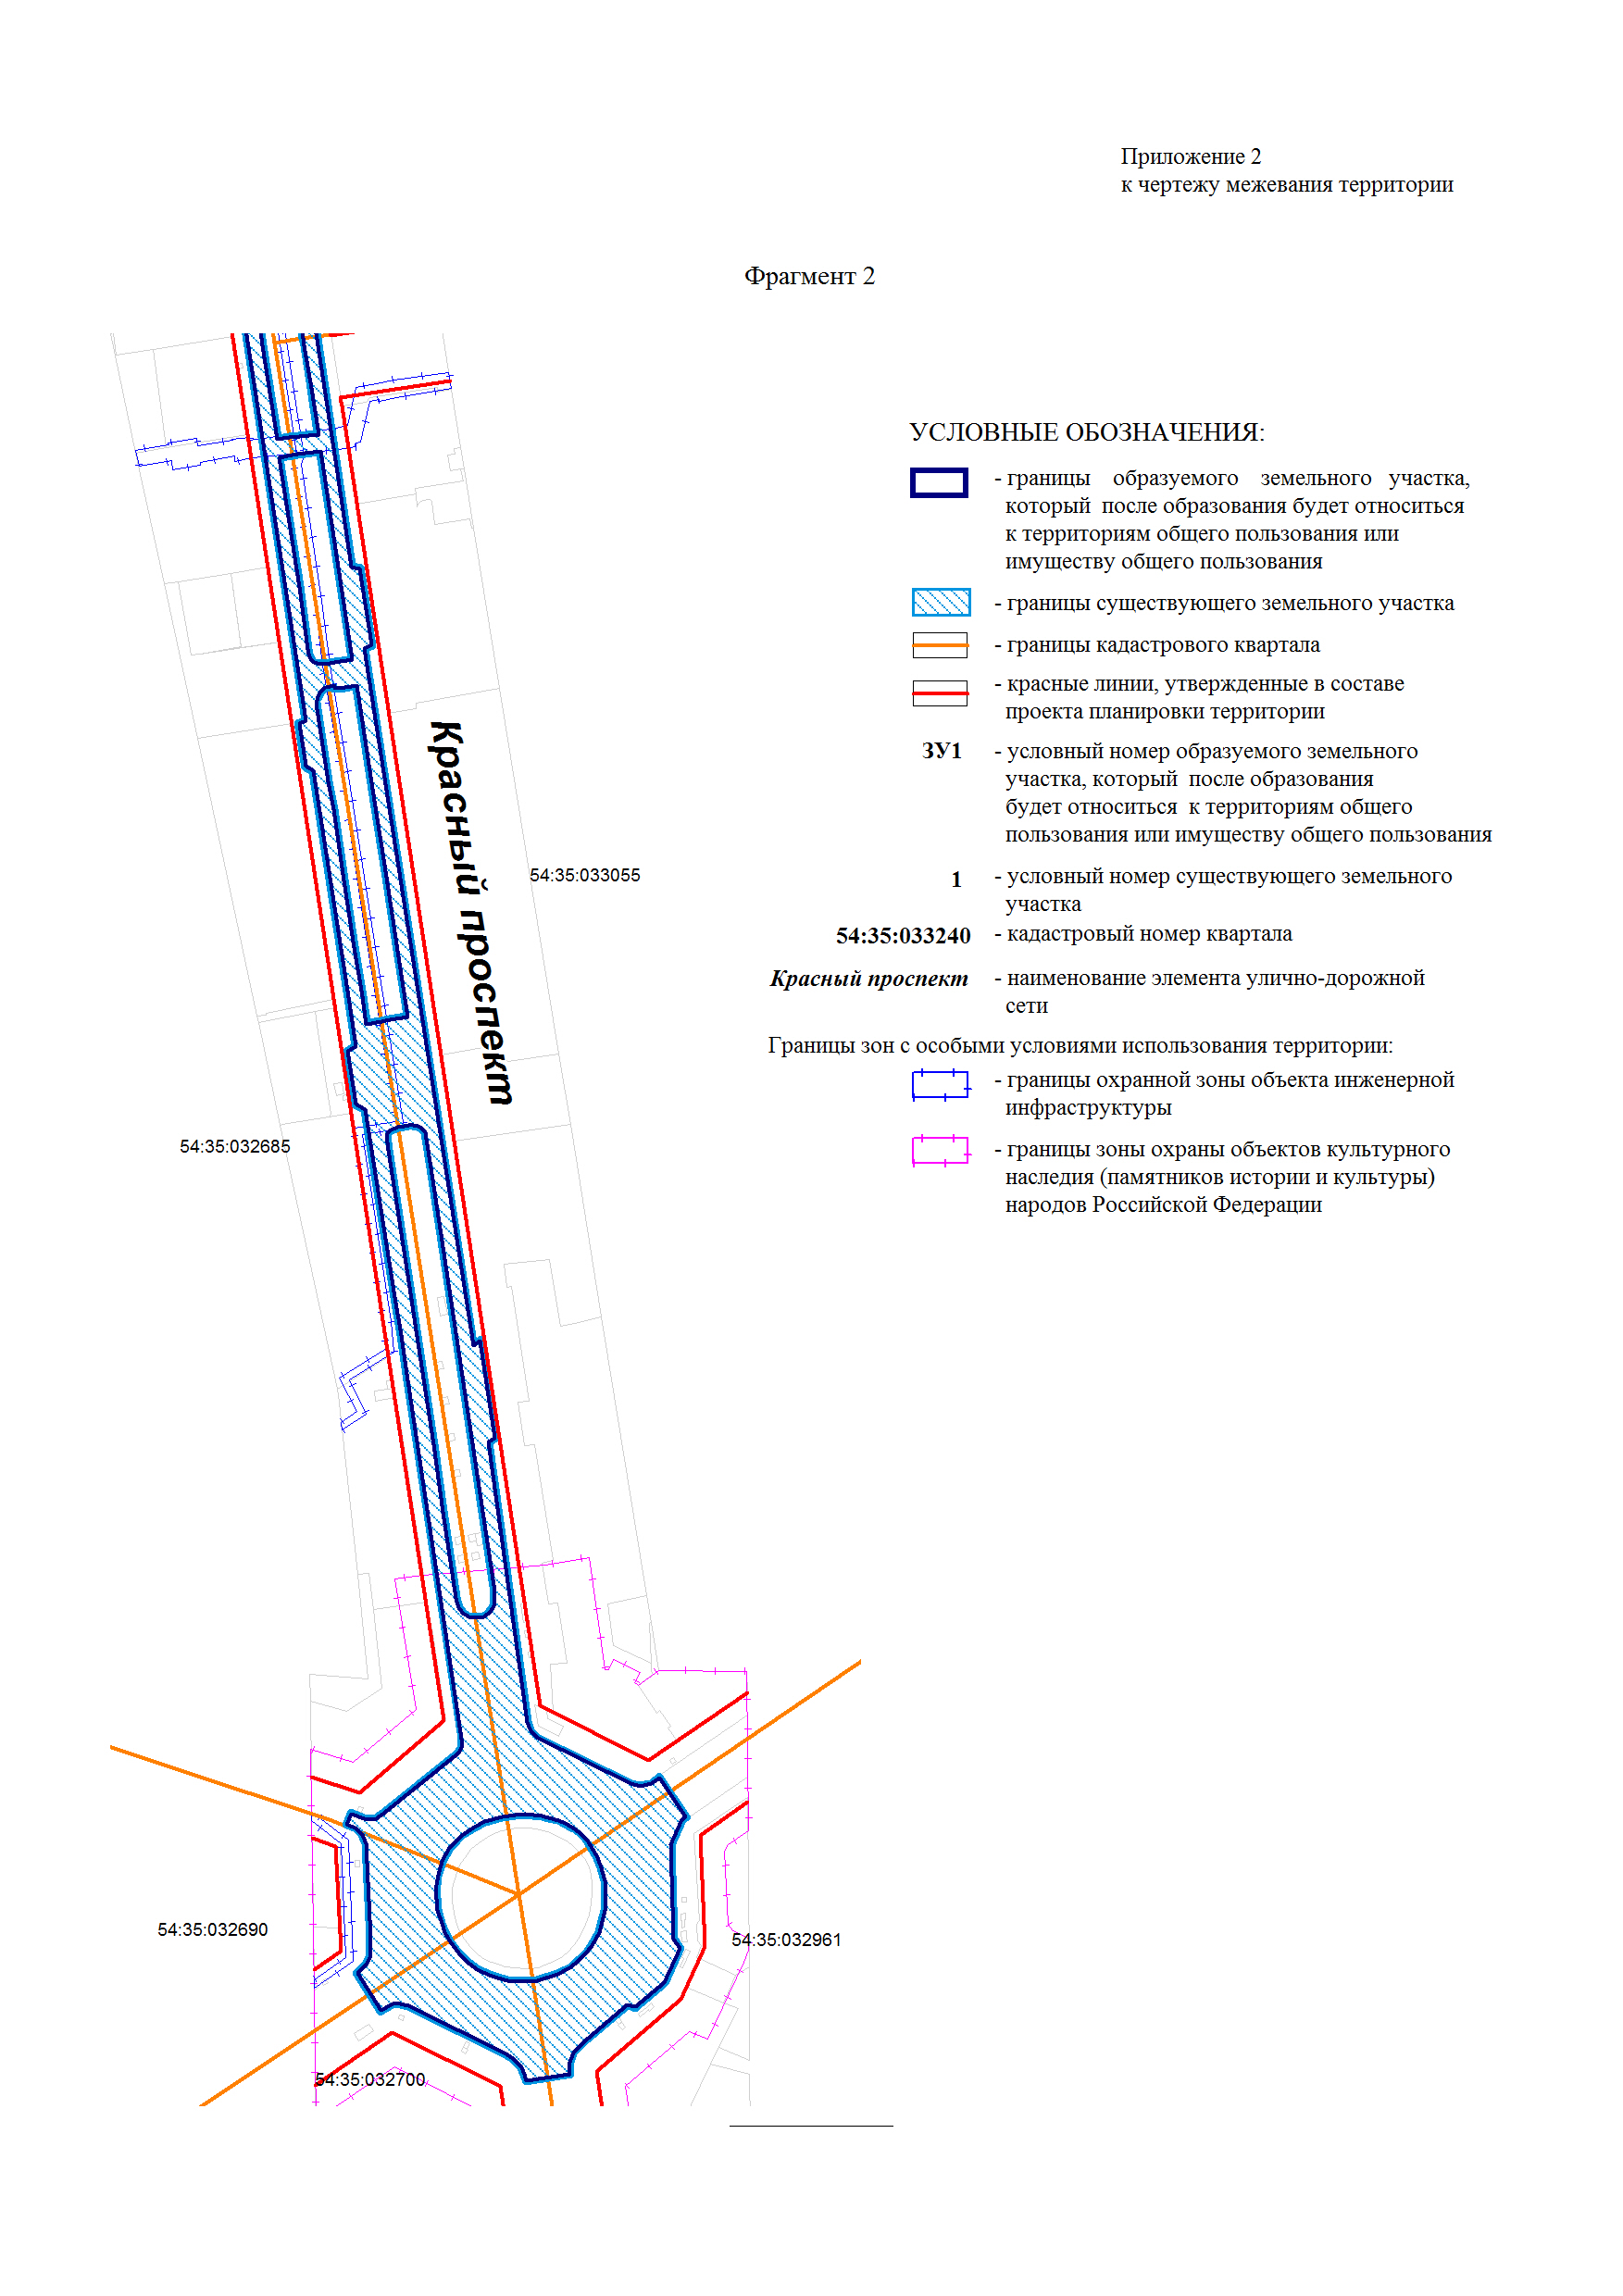 Приложение 2
к чертежу межевания территории
Фрагмент 2
УСЛОВНЫЕ ОБОЗНАЧЕНИЯ:
- границы образуемого земельного участка,
который после образования будет относиться
к территориям общего пользования или
имуществу общего пользования
- границы существующего земельного участка
- границы кадастрового квартала
- красные линии, утвержденные в составе
проекта планировки территории
ЗУ1 - условный номер образуемого земельного
участка, который после образования
будет относиться к территориям общего
пользования или имуществу общего пользования
1 - условный номер существующего земельного
участка
54:35:033240 - кадастровый номер квартала
Красный проспект - наименование элемента улично-дорожной
сети
Границы зон с особыми условиями использования территории:
- границы охранной зоны объекта инженерной
инфраструктуры
- границы зоны охраны объектов культурного
наследия (памятников истории и культуры)
народов Российской Федерации
Красный проспект
54:35:033055
54:35:032685
54:35:032690
54:35:032961
54:35:032700